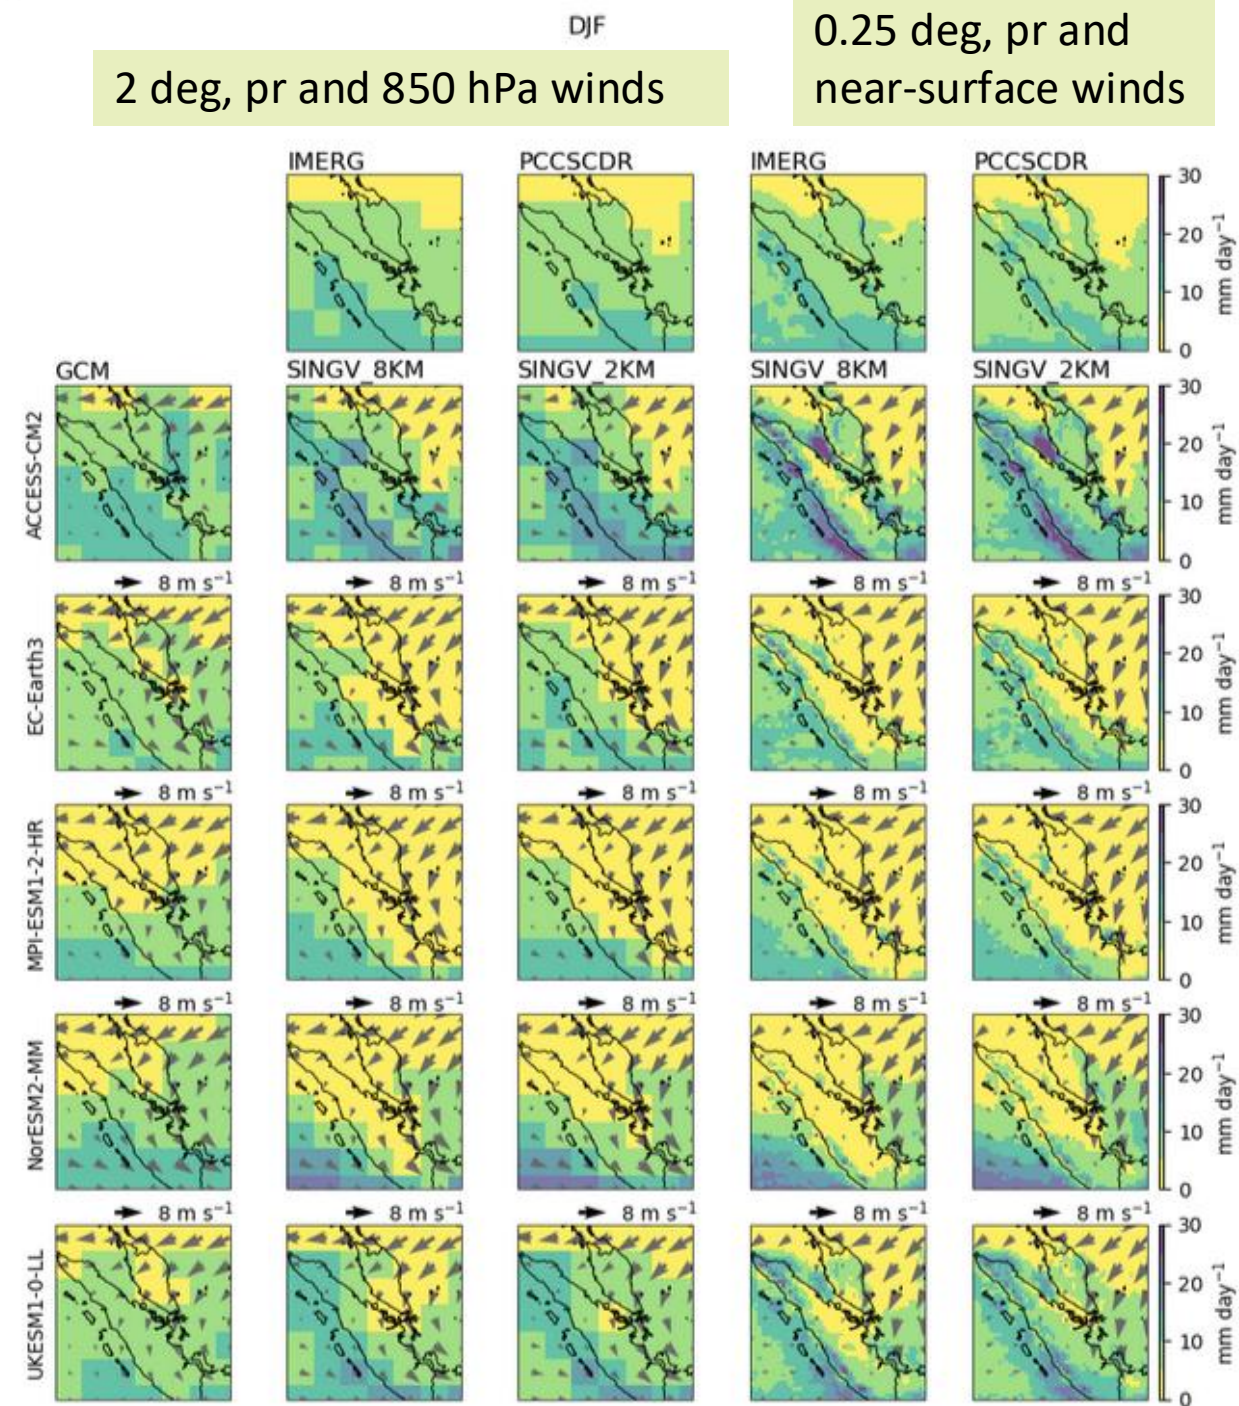 DJF
2 deg, pr and 850 hPa winds
0.25 deg, pr and
near-surface winds
IMERG PCCSCDR IMERG PCCSCDR
30
20
10
0
mm day⁻¹
GCM SINGV_8KM SINGV_2KM SINGV_8KM SINGV_2KM
ACCESS-CM2
30
20
10
0
mm day⁻¹
8 m s⁻¹ 8 m s⁻¹ 8 m s⁻¹ 8 m s⁻¹ 8 m s⁻¹
EC-Earth3
30
20
10
0
mm day⁻¹
8 m s⁻¹ 8 m s⁻¹ 8 m s⁻¹ 8 m s⁻¹ 8 m s⁻¹
MPI-ESM1-2-HR
30
20
10
0
mm day⁻¹
8 m s⁻¹ 8 m s⁻¹ 8 m s⁻¹ 8 m s⁻¹ 8 m s⁻¹
NorESM2-MM
30
20
10
0
mm day⁻¹
8 m s⁻¹ 8 m s⁻¹ 8 m s⁻¹ 8 m s⁻¹ 8 m s⁻¹
UKESM1-0-LL
30
20
10
0
mm day⁻¹